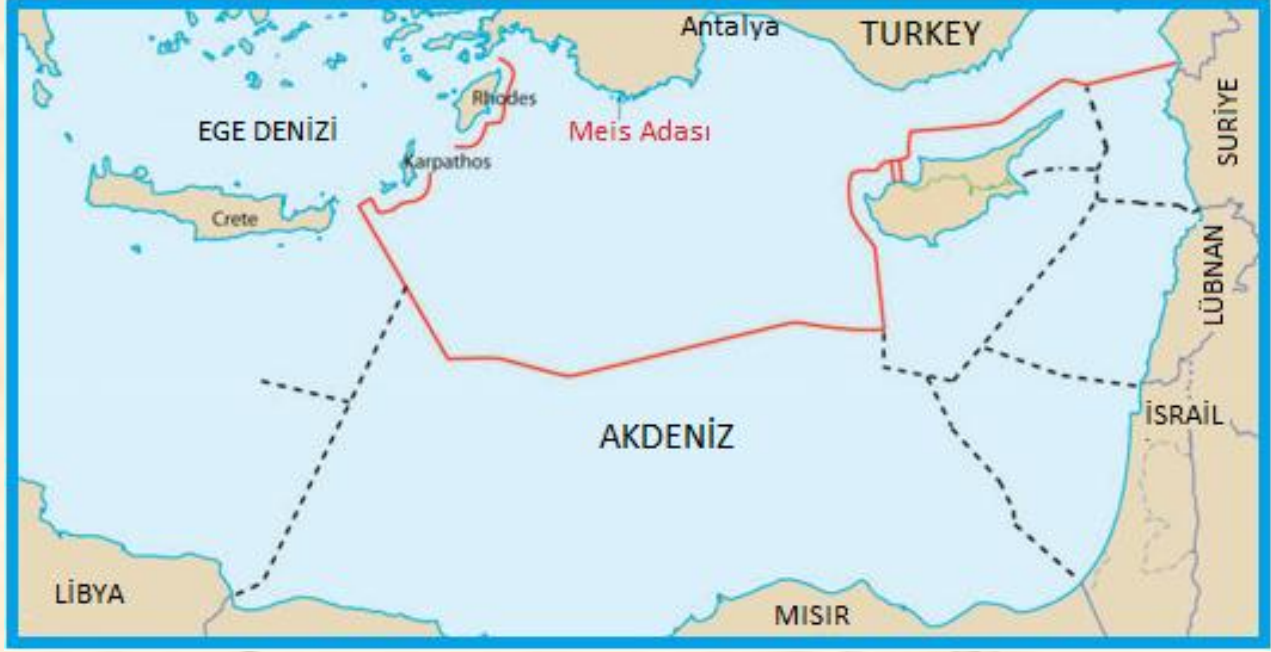 Antalya
TURKEY
Rhodes
EGE DENİZİ
Meis Adası
SURİYE
Karpathos
Crete
LÜBNAN
İSRAİL
AKDENİZ
LİBYA
MISIR